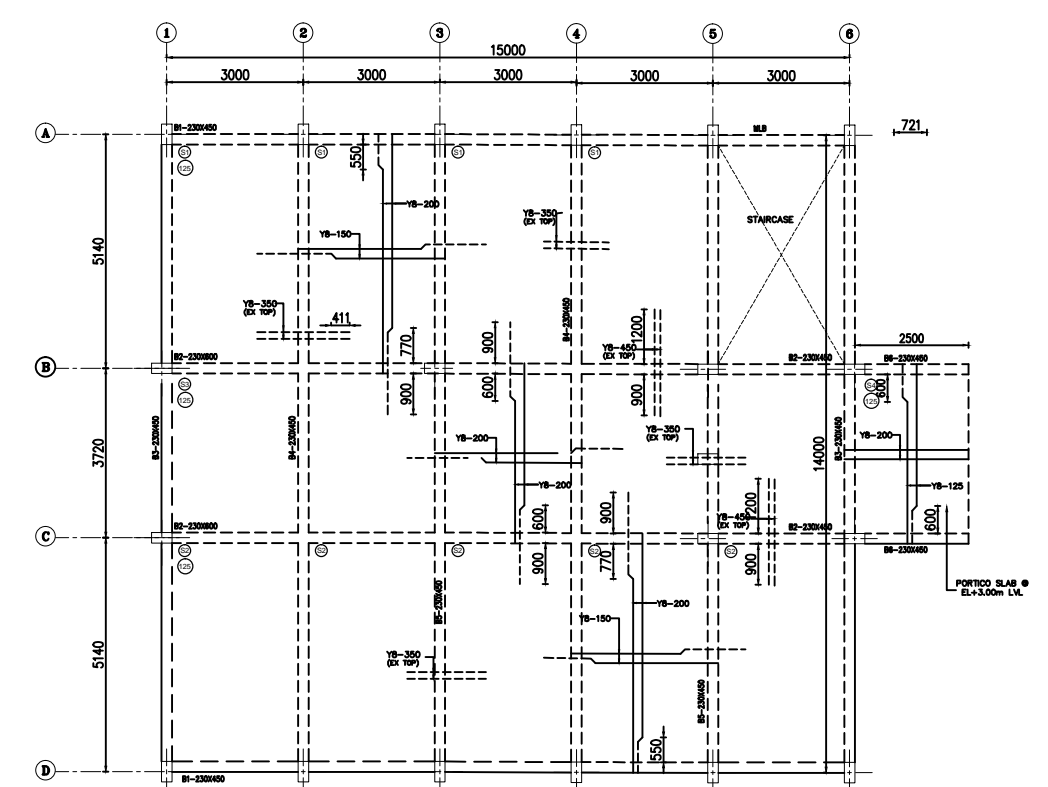 1 2 3 4 5 6
15000
3000 3000 3000 3000 3000
A
B1-230X450
MLB
721
S1 S1 S1 S1
125
550
Y8-200
Y8-350
(EX TOP)
STAIRCASE
Y8-150
5140
Y8-350
(EX TOP)
411
B4-230X450
1200
770
900
Y8-450
(EX TOP)
2500
B
B2-230X600
B2-230X450
B6-230X450
S3
125
900
600
900
S4
125
600
B3-230X450
B4-230X450
Y8-350
(EX TOP)
Y8-200
Y8-200
B3-230X450
3720
14000
Y8-200
Y8-125
600
900
1200
600
Y8-450
(EX TOP)
C
B2-230X600
B2-230X450
B6-230X450
S2 S2 S2 S2 S2
125
900
770
900
PORTICO SLAB @
EL+3.00m LVL
B5-230X450
Y8-200
Y8-150
5140
Y8-350
(EX TOP)
B5-230X450
550
D
B1-230X450